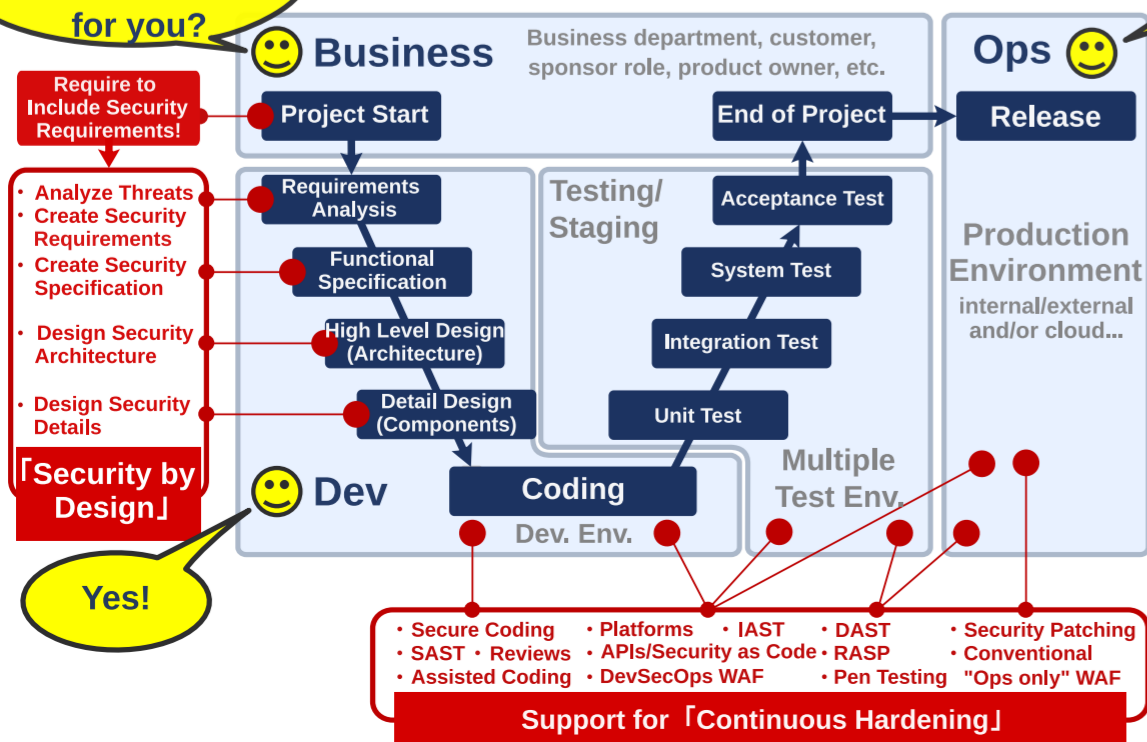 for you?
Business
Business department, customer,
sponsor role, product owner, etc.
Ops
Require to
Include Security
Requirements!
Project Start
End of Project
Release
・ Analyze Threats
・ Create Security
Requirements
・ Create Security
Specification
・ Design Security
Architecture
・ Design Security
Details
「Security by
Design」
Requirements
Analysis
Functional
Specification
High Level Design
(Architecture)
Detail Design
(Components)
Testing/
Staging
Acceptance Test
System Test
Integration Test
Unit Test
Production
Environment
internal/external
and/or cloud...
Dev
Coding
Dev. Env.
Multiple
Test Env.
Yes!
・ Secure Coding
・ SAST ・ Reviews
・ Assisted Coding
・ Platforms ・ IAST
・ APIs/Security as Code
・ DevSecOps WAF
・ DAST
・ RASP
・ Pen Testing
・ Security Patching
・ Conventional
"Ops only" WAF
Support for「Continuous Hardening」